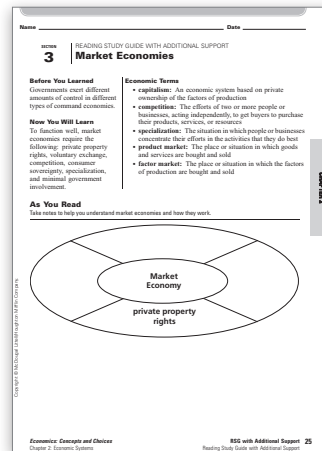 Name Date
SECTION
3
READING STUDY GUIDE WITH ADDITIONAL SUPPORT
Market Economies
Before You Learned
Governments exert different
amounts of control in different
types of command economies.
Now You Will Learn
To function well, market
economies require the
following: private property
rights, voluntary exchange,
competition, consumer
sovereignty, specialization,
and minimal government
involvement.
Economic Terms
• capitalism: An economic system based on private
ownership of the factors of production
• competition: The efforts of two or more people or
businesses, acting independently, to get buyers to purchase
their products, services, or resources
• specialization: The situation in which people or businesses
concentrate their efforts in the activities that they do best
• product market: The place or situation in which goods
and services are bought and sold
• factor market: The place or situation in which the factors
of production are bought and sold
CHAPTER 2
As You Read
Take notes to help you understand market economies and how they work.
Market
Economy
private property
rights
Copyright © McDougal Littell/Houghton Mifflin Company
Economics: Concepts and Choices
Chapter 2: Economic Systems
RSG with Additional Support 25
Reading Study Guide with Additional Support